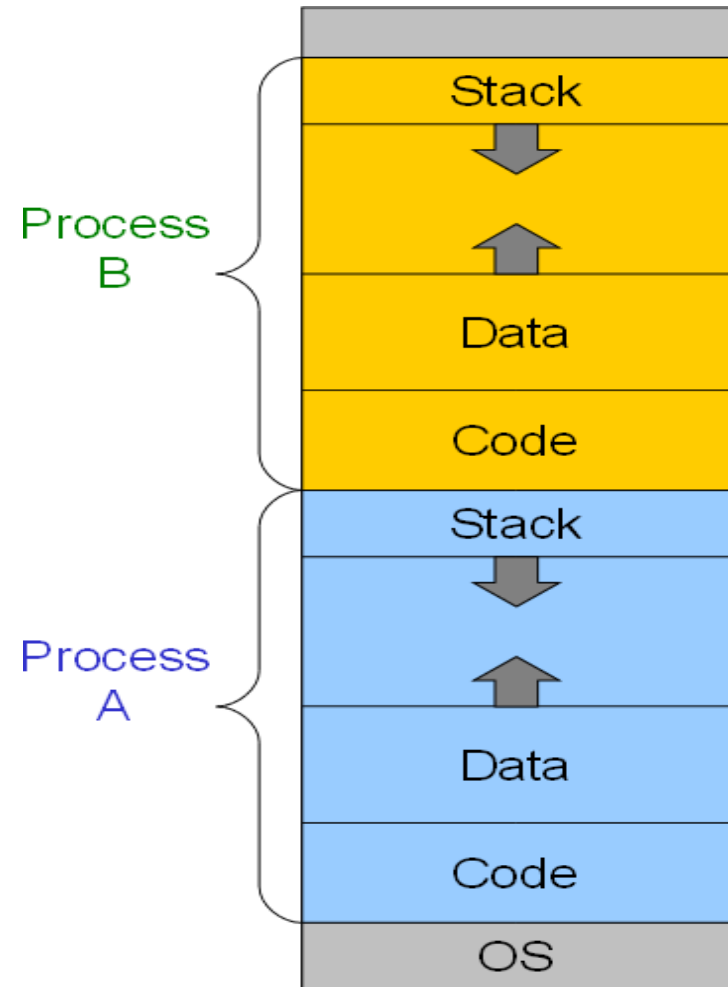 Stack
Process
B
Data
Code
Stack
Process
A
Data
Code
OS